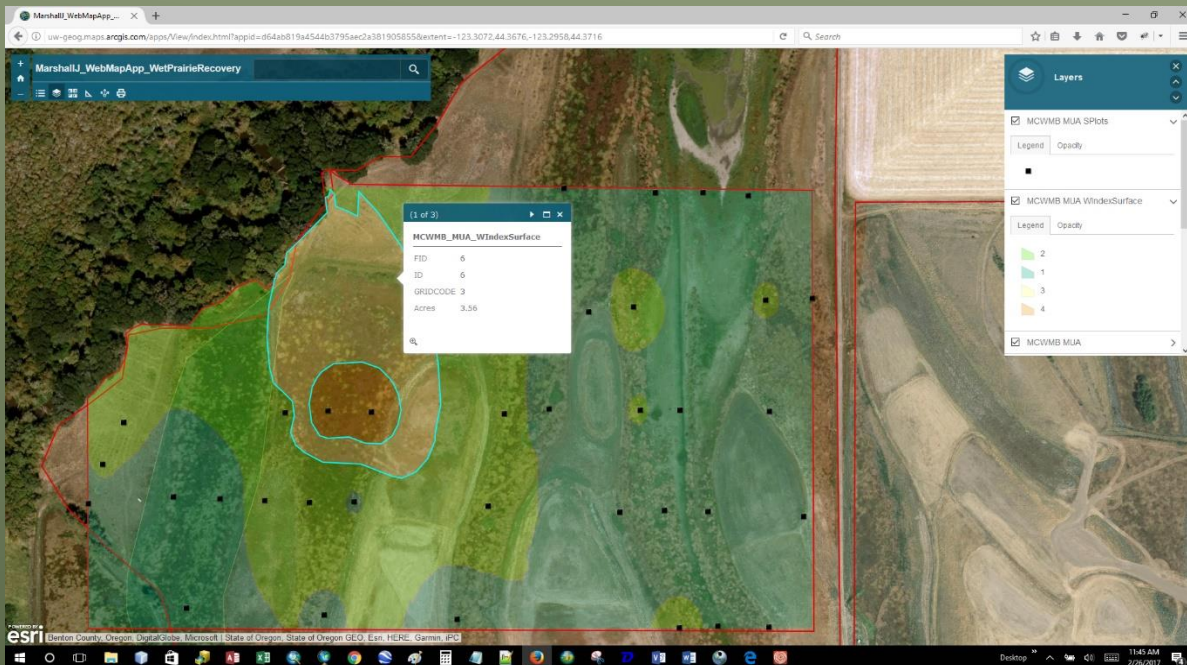 MarshallJ_WebMapApp_...
uw-geog.maps.arcgis.com/apps/View/index.html?appid=d64ab819a4544b3795aec2a381905855&extent=-123.3072,44.3676,-123.2958,44.3716
Search
MarshallJ_WebMapApp_WetPrairieRecovery
Layers
MCWMB MUA SPlots
Legend Opacity
MCWMB MUA WIndexSurface
Legend Opacity
2
1
3
4
MCWMB MUA
(1 of 3)
MCWMB_MUA_WIndexSurface
FID 6
ID 6
GRIDCODE 3
Acres 3.56
POWERED BY
esri
Benton County, Oregon, DigitalGlobe, Microsoft | State of Oregon, State of Oregon GEO, Esri, HERE, Garmin, iPC
Desktop
11:45 AM
2/26/2017